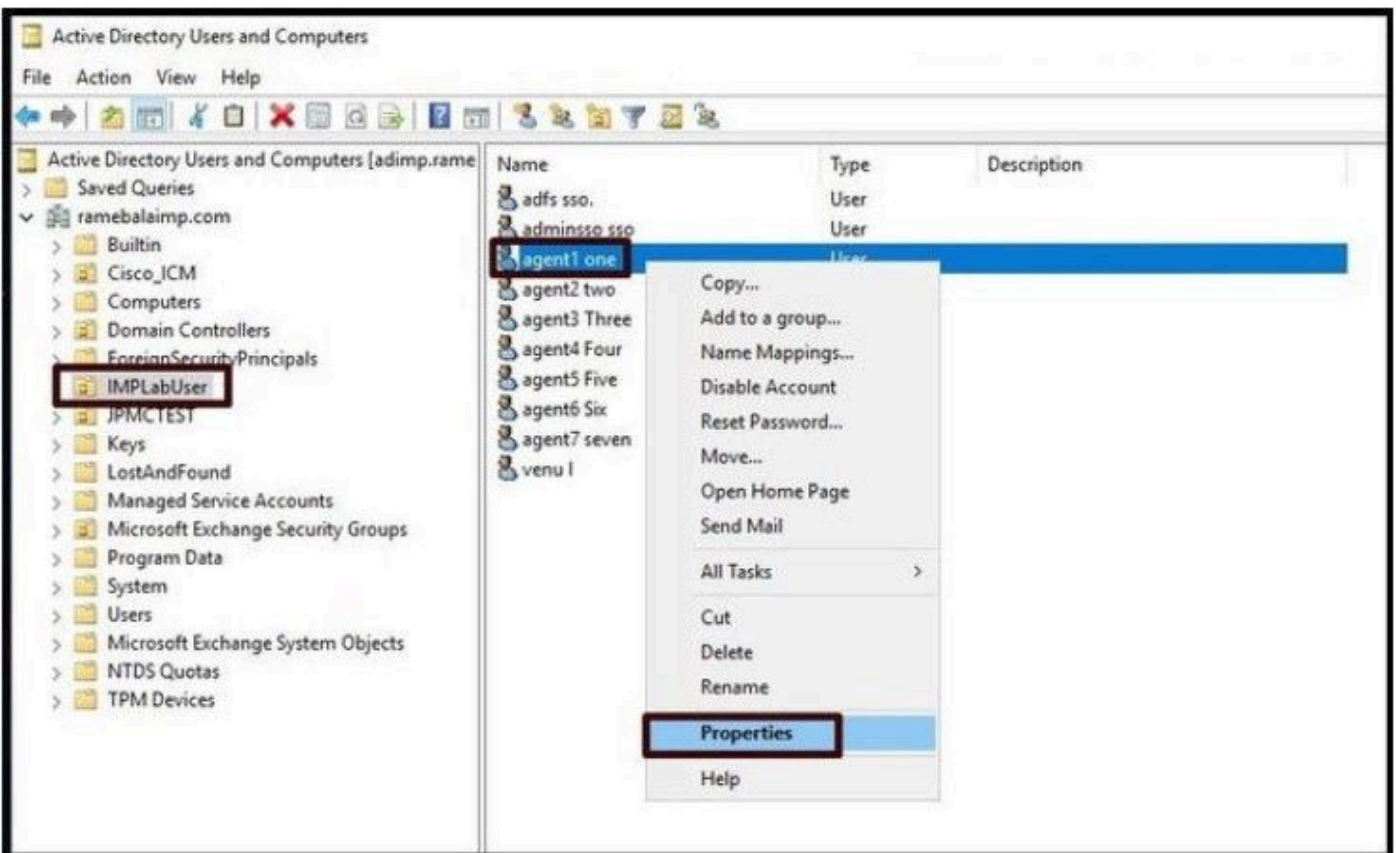 Active Directory Users and Computers
File Action View Help
Active Directory Users and Computers [adimp.rame
Saved Queries
ramebalaimp.com
Builtin
Cisco_ICM
Computers
Domain Controllers
ForeignSecurityPrincipals
IMPLabUser
JPMCTEST
Keys
LostAndFound
Managed Service Accounts
Microsoft Exchange Security Groups
Program Data
System
Users
Microsoft Exchange System Objects
NTDS Quotas
TPM Devices
Name Type Description
adfs sso. User
adminsso sso User
agent1 one User
agent2 two
agent3 Three
agent4 Four
agent5 Five
agent6 Six
agent7 seven
venu l
Copy...
Add to a group...
Name Mappings...
Disable Account
Reset Password...
Move...
Open Home Page
Send Mail
All Tasks
Cut
Delete
Rename
Properties
Help